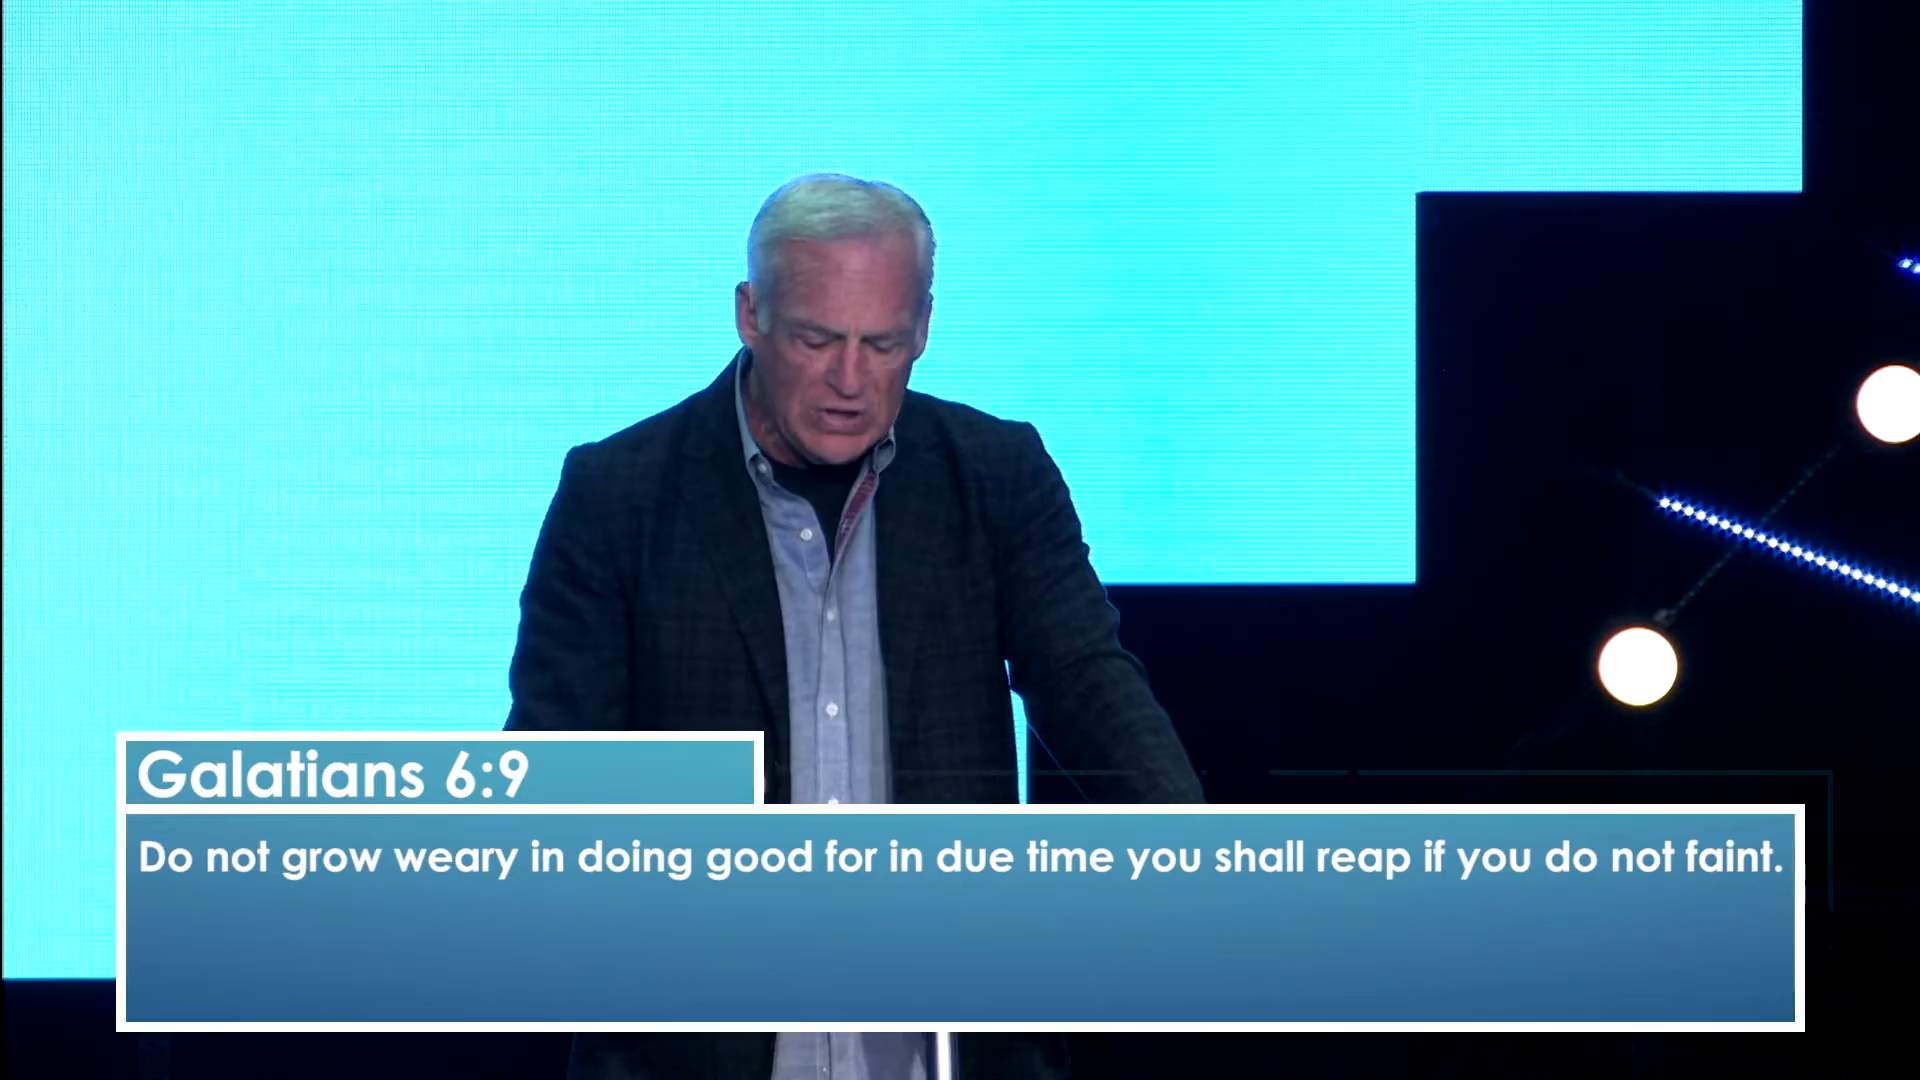 Galatians 6:9
Do not grow weary in doing good for in due time you shall reap if you do not faint.